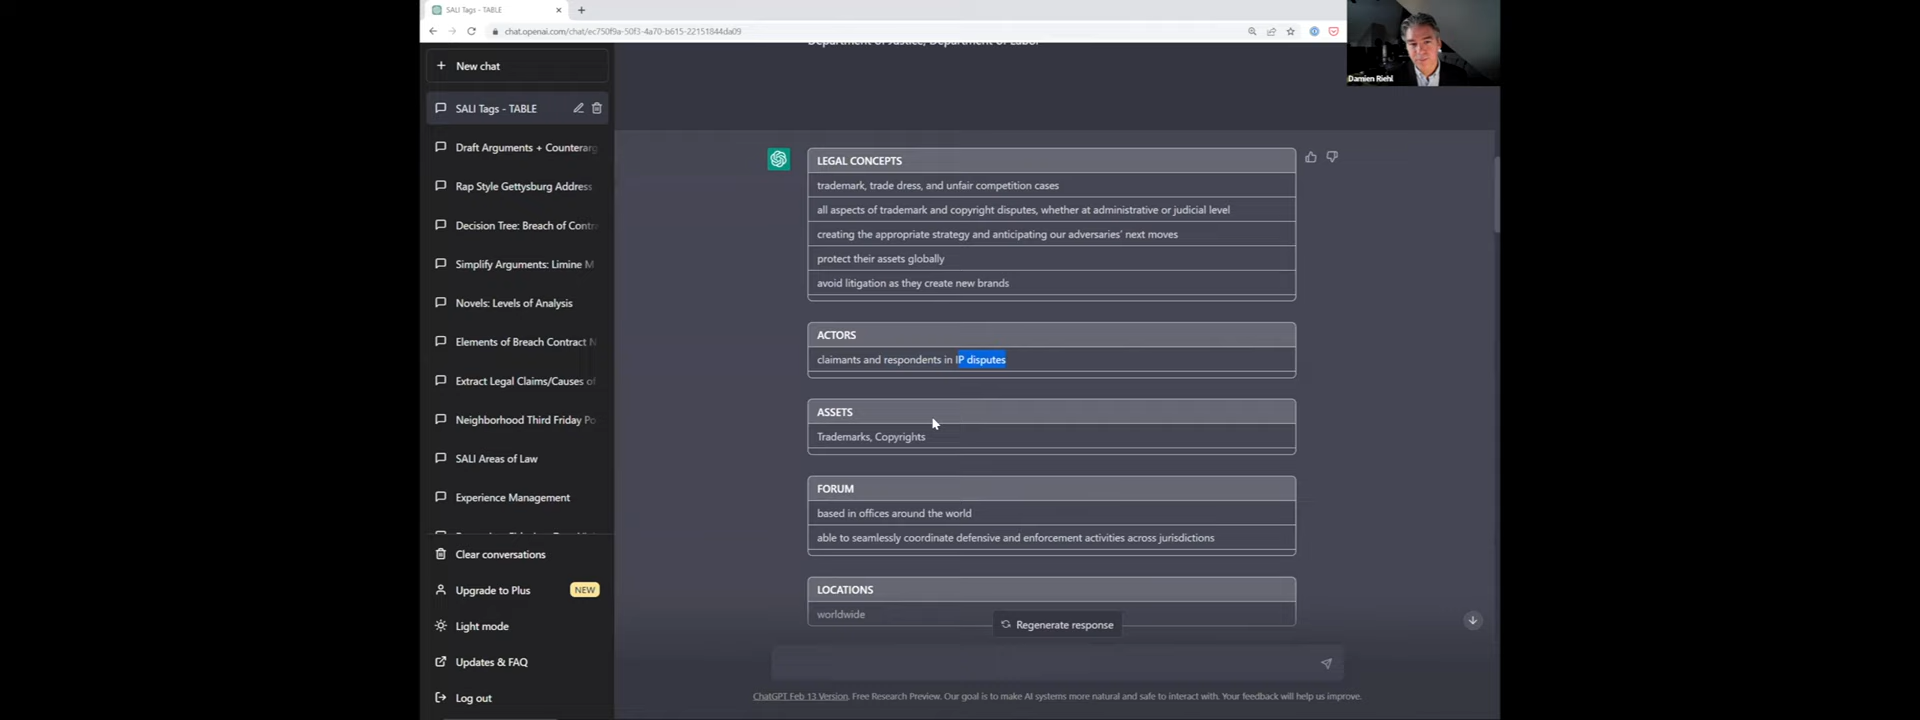 SALI Tags - TABLE
chat.openai.com/chat/ec750f9a-50f3-4a70-b615-22151844da09
Damien Riehl
Department of Justice, Department of Labor
New chat
SALI Tags - TABLE
Draft Arguments + Counterarg
Rap Style Gettysburg Address
Decision Tree: Breach of Contr
Simplify Arguments: Limine M
Novels: Levels of Analysis
Elements of Breach Contract N
Extract Legal Claims/Causes of
Neighborhood Third Friday Po
SALI Areas of Law
Experience Management
Clear conversations
Upgrade to Plus NEW
Light mode
Updates & FAQ
Log out
LEGAL CONCEPTS
trademark, trade dress, and unfair competition cases
all aspects of trademark and copyright disputes, whether at administrative or judicial level
creating the appropriate strategy and anticipating our adversaries' next moves
protect their assets globally
avoid litigation as they create new brands
ACTORS
claimants and respondents in IP disputes
ASSETS
Trademarks, Copyrights
FORUM
based in offices around the world
able to seamlessly coordinate defensive and enforcement activities across jurisdictions
LOCATIONS
worldwide
Regenerate response
ChatGPT Feb 13 Version. Free Research Preview. Our goal is to make AI systems more natural and safe to interact with. Your feedback will help us improve.